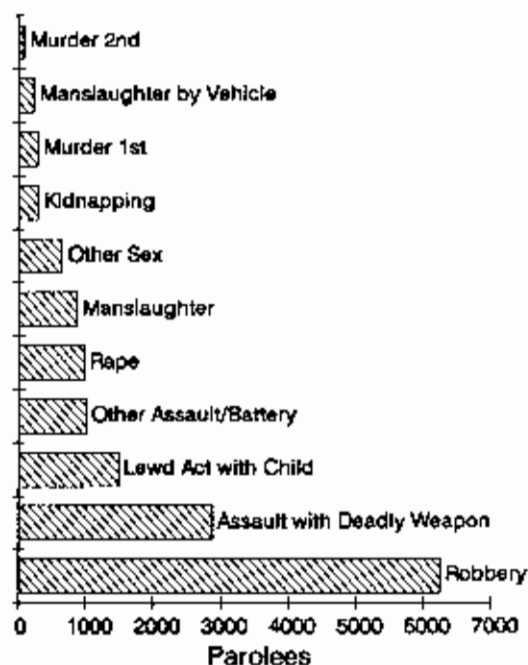 Murder 2nd
Manslaughter by Vehicle
Murder 1st
Kidnapping
Other Sex
Manslaughter
Rape
Other Assault/Battery
Lewd Act with Child
Assault with Deadly Weapon
Robbery
0 1000 2000 3000 4000 5000 6000 7000
Parolees